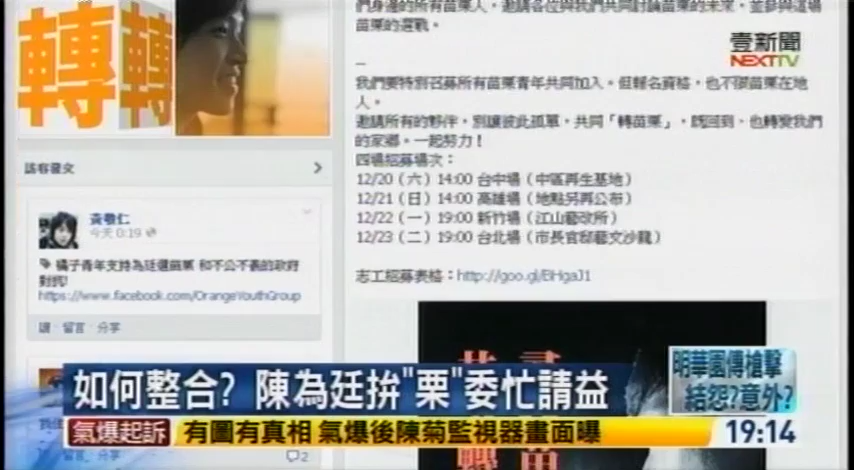 轉轉
們身邊的所有苗栗人，邀請各位與我們共同討論苗栗的未來，並參與這場
苗栗的選戰。
壹新聞
NEXTTV
我們要特別召募所有苗栗青年共同加入。但報名資格，也不限苗栗在地
人。
邀請所有的夥伴，別讓彼此孤單，共同「轉苗栗」，既回到、也轉變我們
的家鄉。一起努力！
四場招募場次：
12/20（六）14:00 台中場（中區再生基地）
12/21（日）14:00 高雄場（地點另再公布）
12/22（一）19:00 新竹場（江山藝改所）
12/23（二）19:00 台北場（市長官邸藝文沙龍）
志工招募表格：http://goo.gl/BHgaJ1
訪客發文
黃敬仁
今天 0:19
橘子青年支持為廷選苗栗 和不公不義的政府
對抗!
https://www.facebook.com/OrangeYouthGroup
讚 · 留言 · 分享
如何整合? 陳為廷拚"栗"委忙請益
明華園傳槍擊
結怨?意外?
氣爆起訴
有圖有真相 氣爆後陳菊監視器畫面曝
19:14
留言 · 分享
2